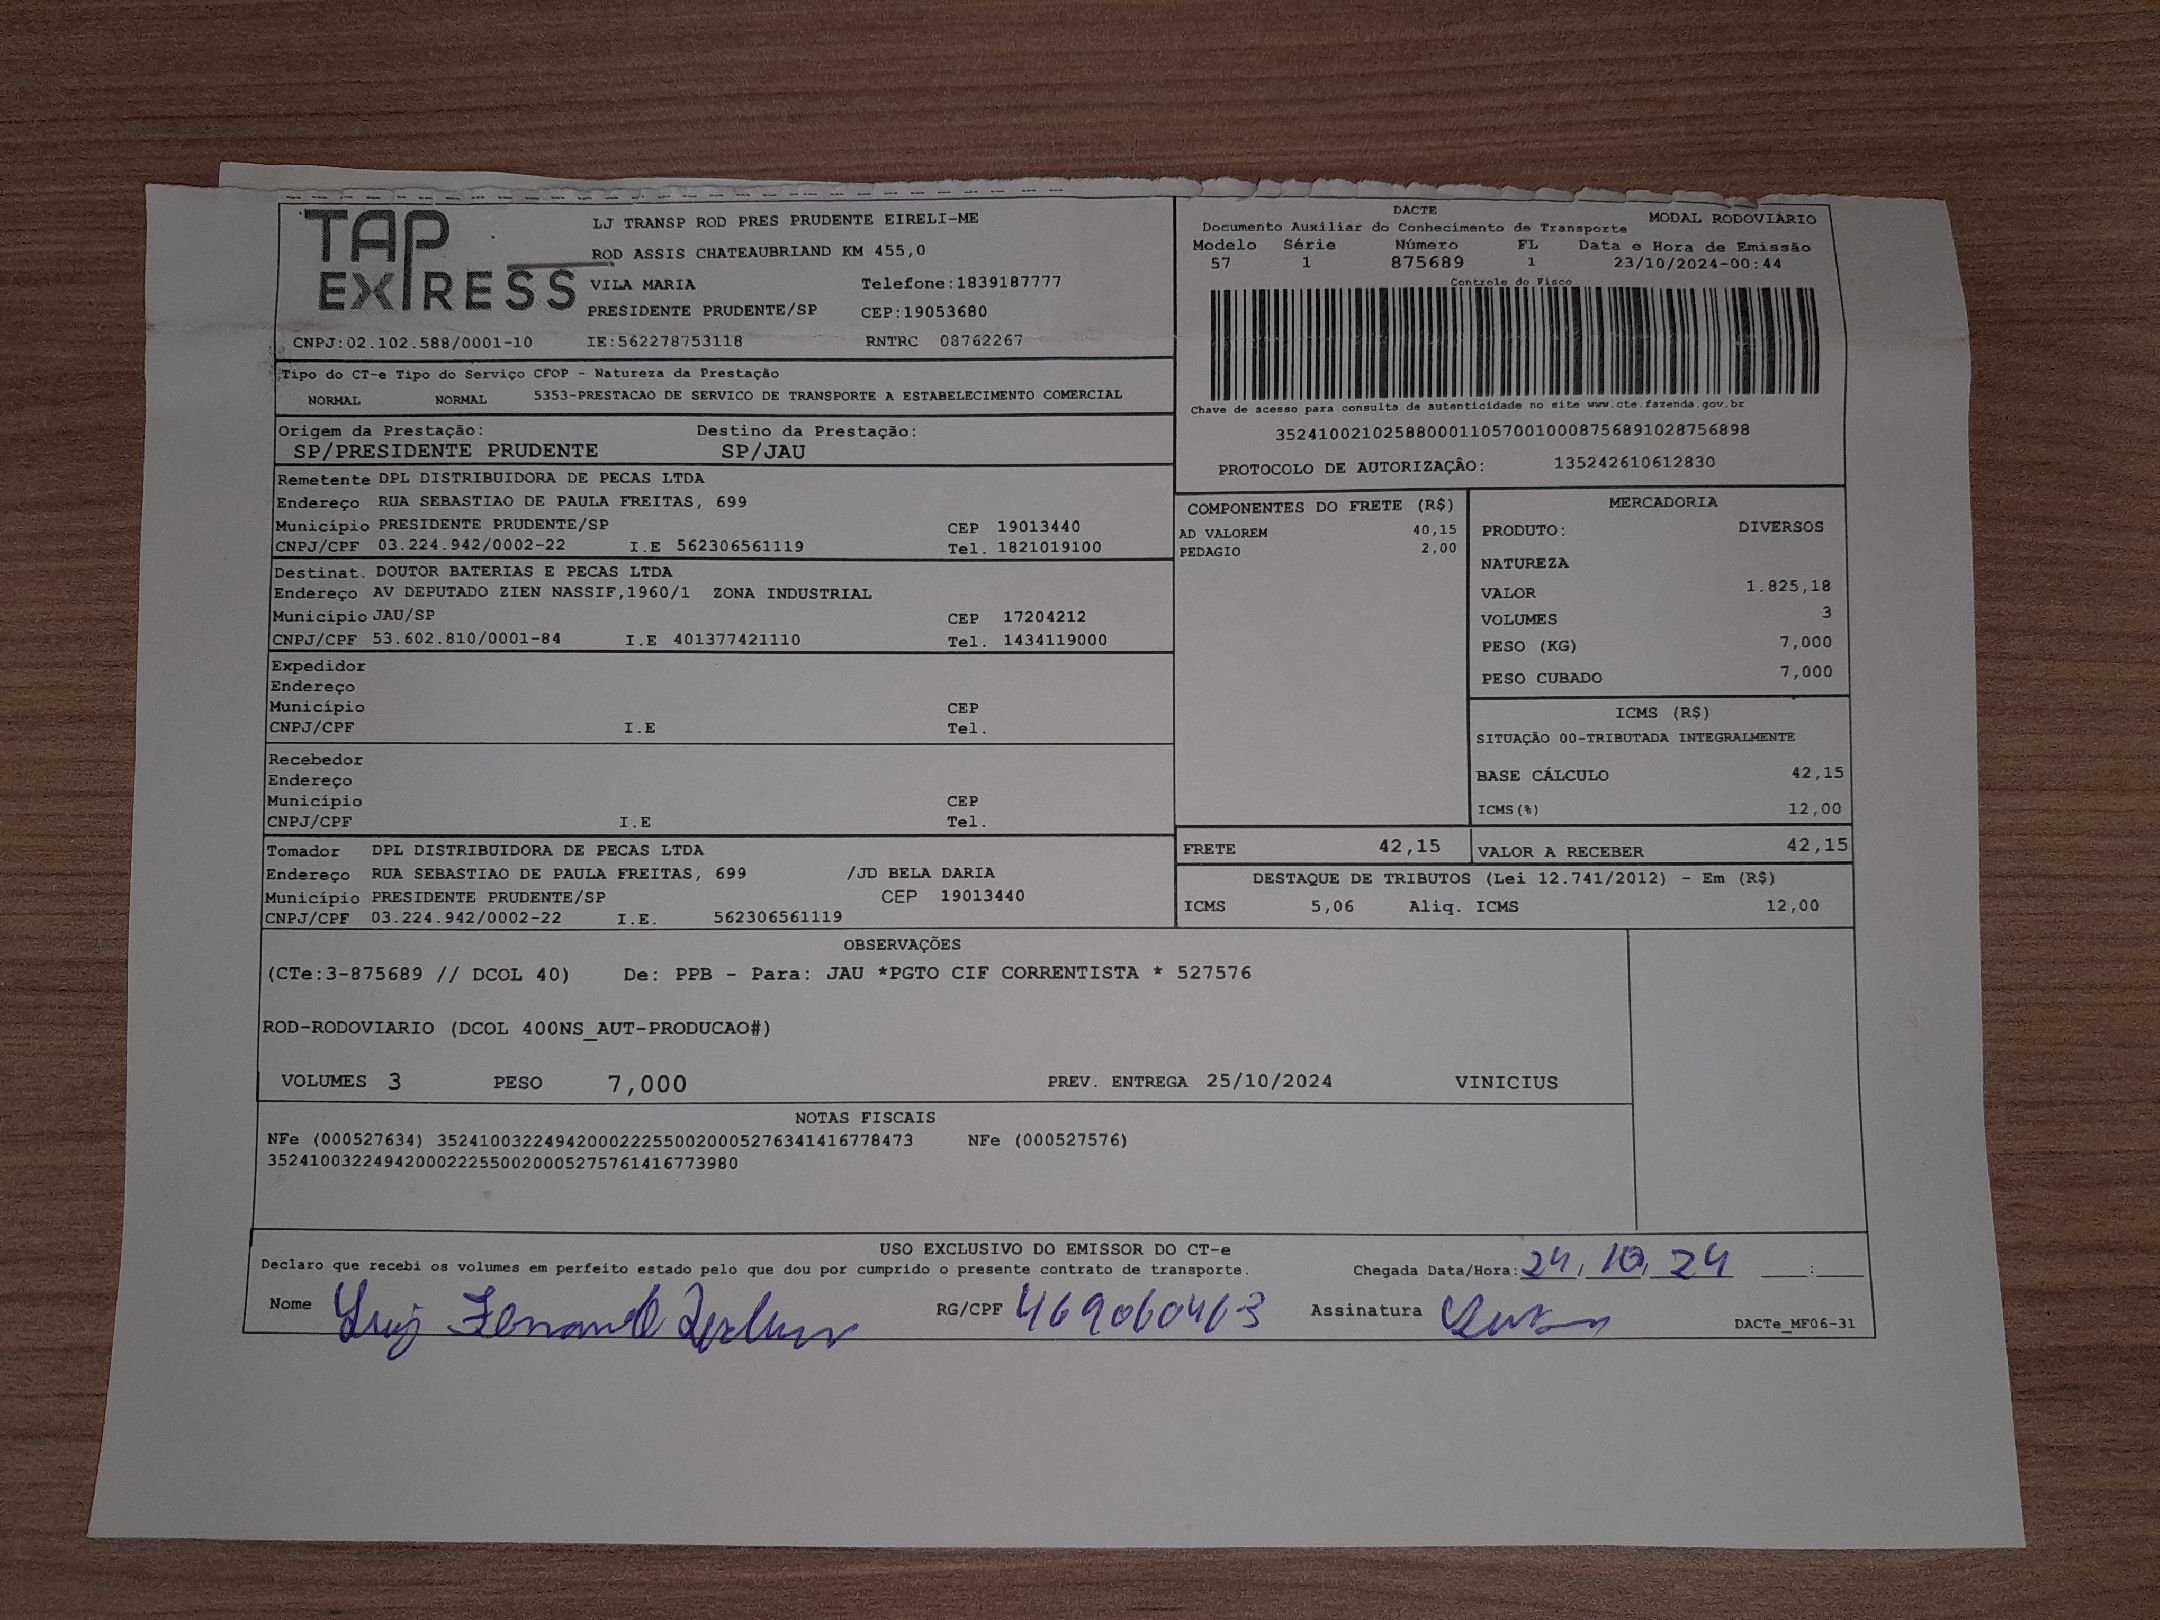 TAP EXPRESS
LJ TRANSP ROD PRES PRUDENTE EIRELI-ME
ROD ASSIS CHATEAUBRIAND KM 455,0
VILA MARIA Telefone:1839187777
PRESIDENTE PRUDENTE/SP CEP:19053680
CNPJ:02.102.588/0001-10 IE:562278753118 RNTRC 08762267
DACTE MODAL RODOVIÁRIO
Documento Auxiliar do Conhecimento de Transporte
Modelo Série Número FL Data e Hora de Emissão
57 1 875689 1 23/10/2024-00:44
Controle do Fisco
Chave de acesso para consulta de autenticidade no site www.cte.fazenda.gov.br
35241002102588000110570010008756891028756898
PROTOCOLO DE AUTORIZAÇÃO: 135242610612830
Tipo do CT-e Tipo do Serviço CFOP - Natureza da Prestação
NORMAL NORMAL 5353-PRESTACAO DE SERVICO DE TRANSPORTE A ESTABELECIMENTO COMERCIAL
Origem da Prestação: Destino da Prestação:
SP/PRESIDENTE PRUDENTE SP/JAU
Remetente DPL DISTRIBUIDORA DE PECAS LTDA
Endereço RUA SEBASTIAO DE PAULA FREITAS, 699
Município PRESIDENTE PRUDENTE/SP CEP 19013440
CNPJ/CPF 03.224.942/0002-22 I.E 562306561119 Tel. 1821019100
Destinat. DOUTOR BATERIAS E PECAS LTDA
Endereço AV DEPUTADO ZIEN NASSIF,1960/1 ZONA INDUSTRIAL
Município JAU/SP CEP 17204212
CNPJ/CPF 53.602.810/0001-84 I.E 401377421110 Tel. 1434119000
Expedidor
Endereço
Município CEP
CNPJ/CPF I.E Tel.
Recebedor
Endereço
Município CEP
CNPJ/CPF I.E Tel.
Tomador DPL DISTRIBUIDORA DE PECAS LTDA
Endereço RUA SEBASTIAO DE PAULA FREITAS, 699 /JD BELA DARIA
Município PRESIDENTE PRUDENTE/SP CEP 19013440
CNPJ/CPF 03.224.942/0002-22 I.E. 562306561119
COMPONENTES DO FRETE (R$)
AD VALOREM 40,15
PEDAGIO 2,00
MERCADORIA
PRODUTO: DIVERSOS
NATUREZA
VALOR 1.825,18
VOLUMES 3
PESO (KG) 7,000
PESO CUBADO 7,000
ICMS (R$)
SITUAÇÃO 00-TRIBUTADA INTEGRALMENTE
BASE CÁLCULO 42,15
ICMS(%) 12,00
FRETE 42,15 VALOR A RECEBER 42,15
DESTAQUE DE TRIBUTOS (Lei 12.741/2012) - Em (R$)
ICMS 5,06 Aliq. ICMS 12,00
OBSERVAÇÕES
(CTe:3-875689 // DCOL 40) De: PPB - Para: JAU *PGTO CIF CORRENTISTA * 527576
ROD-RODOVIARIO (DCOL 400NS_AUT-PRODUCAO#)
VOLUMES 3 PESO 7,000 PREV. ENTREGA 25/10/2024 VINICIUS
NOTAS FISCAIS
NFe (000527634) 35241003224942000222550020005276341416778473 NFe (000527576)
35241003224942000222550020005275761416773980
USO EXCLUSIVO DO EMISSOR DO CT-e
Declaro que recebi os volumes em perfeito estado pelo que dou por cumprido o presente contrato de transporte. Chegada Data/Hora: 24/10/24 __:__
Nome Luiz Fernando RG/CPF 469060463 Assinatura
DACTe_MF06-31